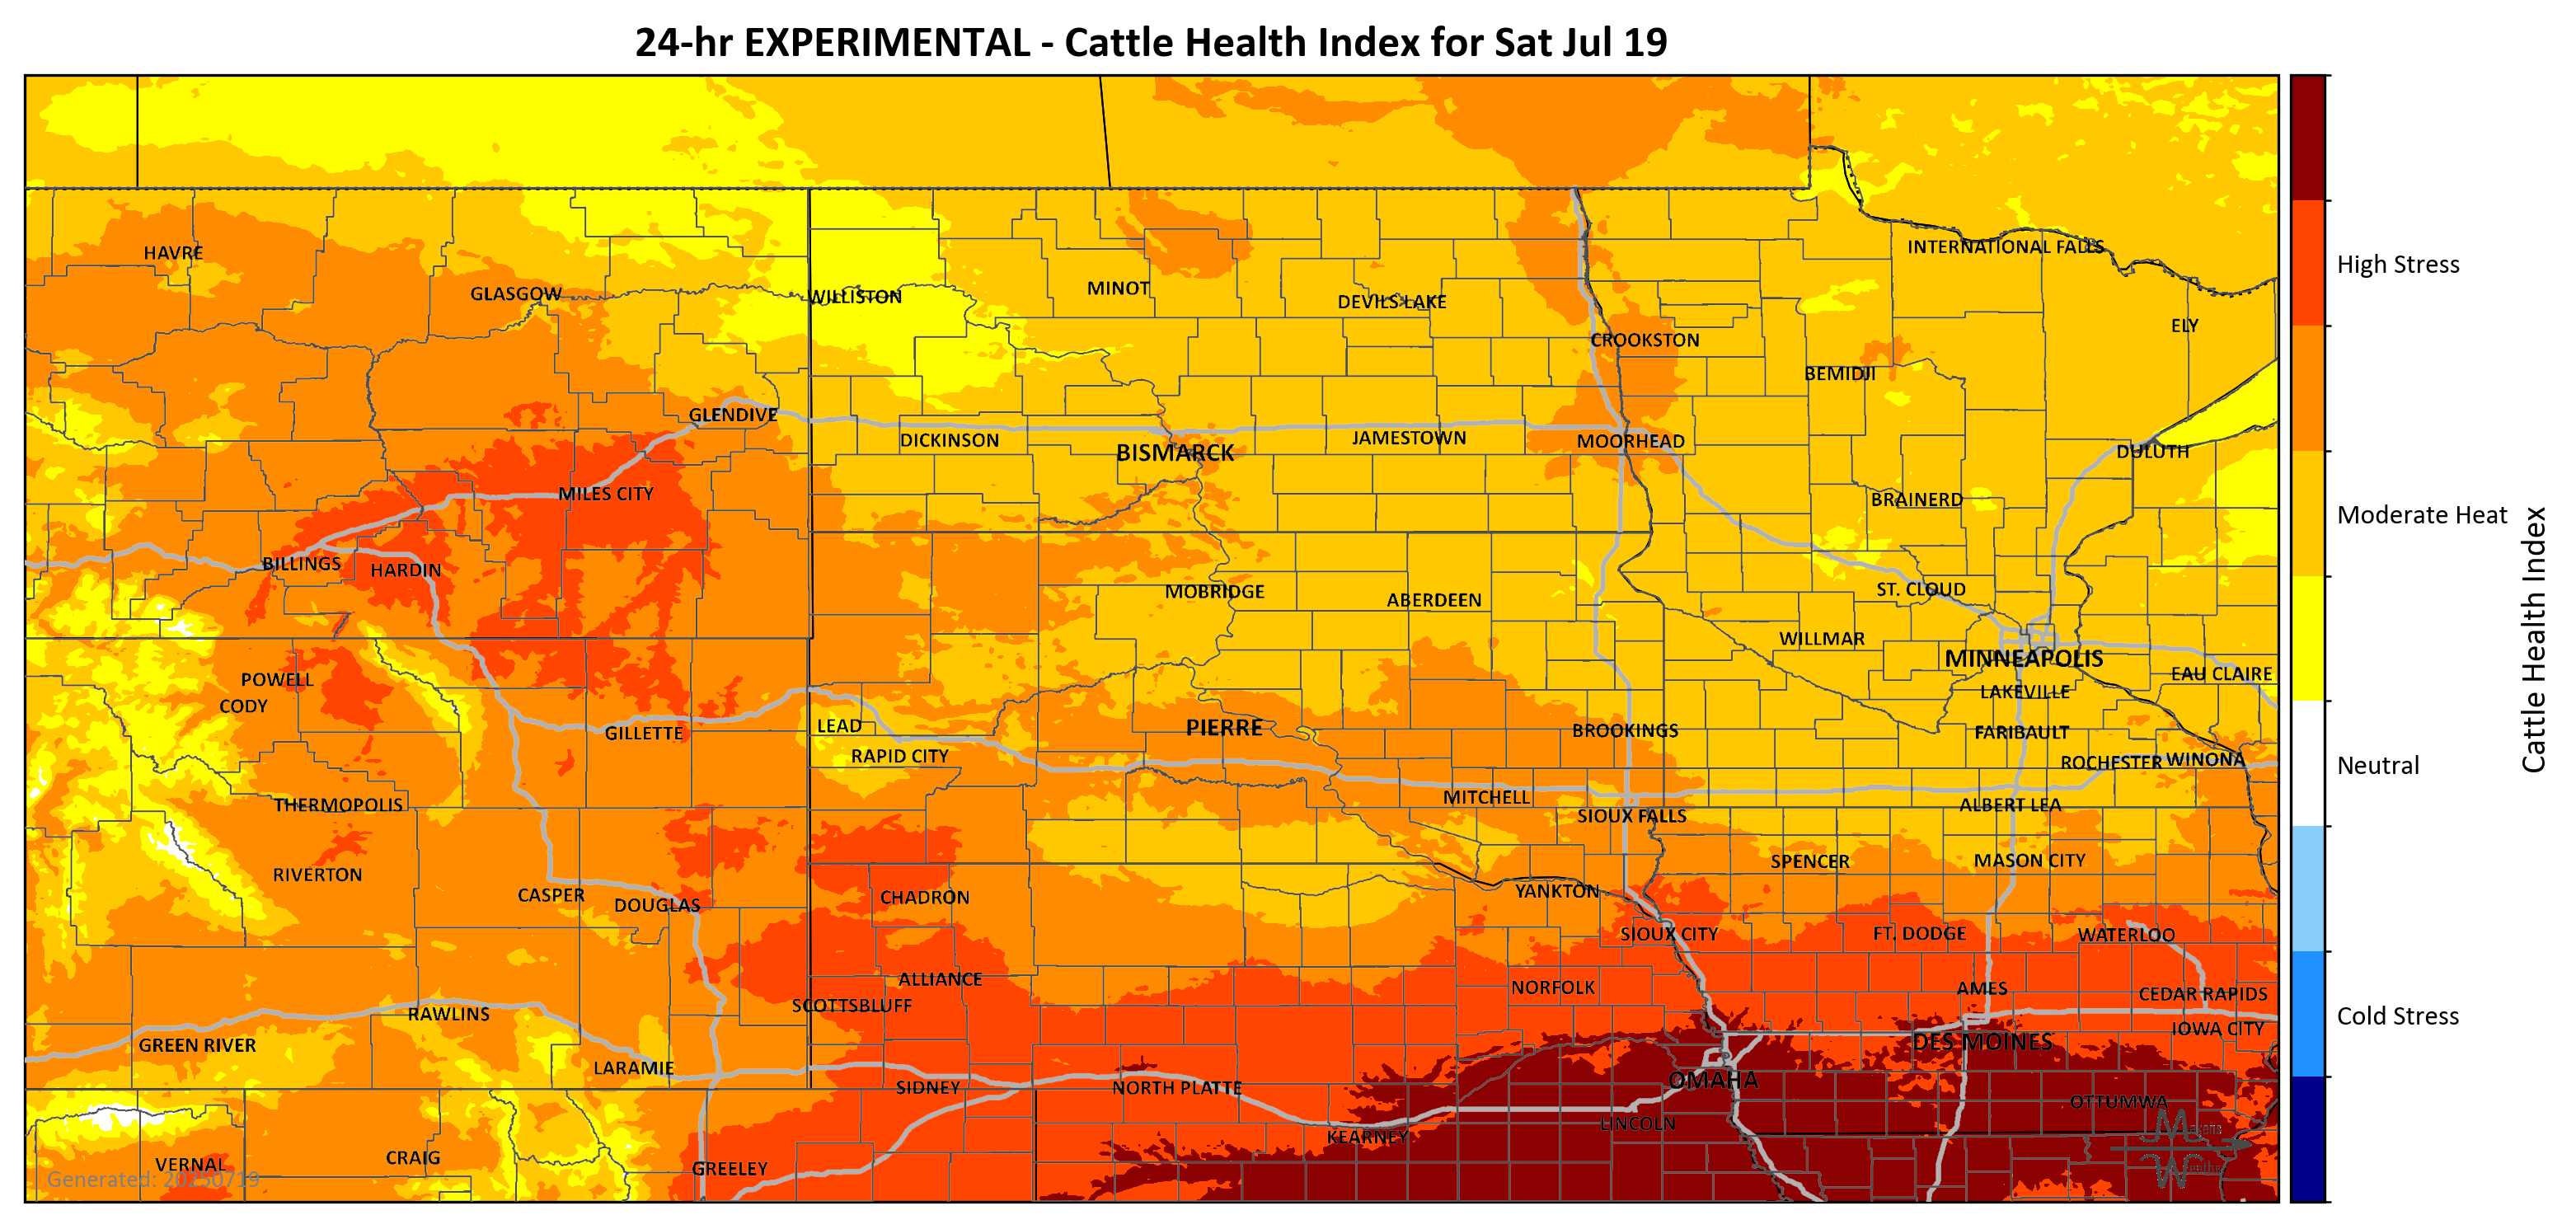 24-hr EXPERIMENTAL - Cattle Health Index for Sat Jul 19
HAVRE
INTERNATIONAL FALLS
High Stress
GLASGOW
WILLISTON
MINOT
DEVILS LAKE
ELY
CROOKSTON
BEMIDJI
GLENDIVE
DICKINSON
BISMARCK
JAMESTOWN
MOORHEAD
DULUTH
MILES CITY
BRAINERD
Moderate Heat
BILLINGS
HARDIN
MOBRIDGE
ABERDEEN
ST. CLOUD
WILLMAR
MINNEAPOLIS
Cattle Health Index
POWELL
EAU CLAIRE
CODY
LAKEVILLE
GILLETTE
LEAD
PIERRE
BROOKINGS
FARIBAULT
RAPID CITY
ROCHESTER
WINONA
Neutral
THERMOPOLIS
MITCHELL
ALBERT LEA
SIOUX FALLS
RIVERTON
SPENCER
MASON CITY
CASPER
DOUGLAS
CHADRON
YANKTON
SIOUX CITY
FT. DODGE
WATERLOO
ALLIANCE
NORFOLK
AMES
CEDAR RAPIDS
SCOTTSBLUFF
RAWLINS
Cold Stress
IOWA CITY
GREEN RIVER
DES MOINES
LARAMIE
SIDNEY
NORTH PLATTE
OMAHA
OTTUMWA
LINCOLN
KEARNEY
VERNAL
CRAIG
GREELEY
Generated: 20250719